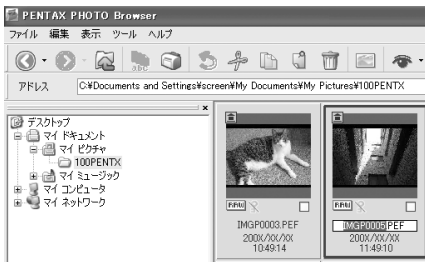 PENTAX PHOTO Browser
ファイル 編集 表示 ツール ヘルプ
abc
アドレス C:¥Documents and Settings¥screen¥My Documents¥My Pictures¥100PENTX
デスクトップ
マイ ドキュメント
マイ ピクチャ
100PENTX
マイ ミュージック
マイ コンピュータ
マイ ネットワーク
RAW RAW
IMGP0003.PEF IMGP0005.PEF
200X/XX/XX 200X/XX/XX
10:49:14 11:49:10